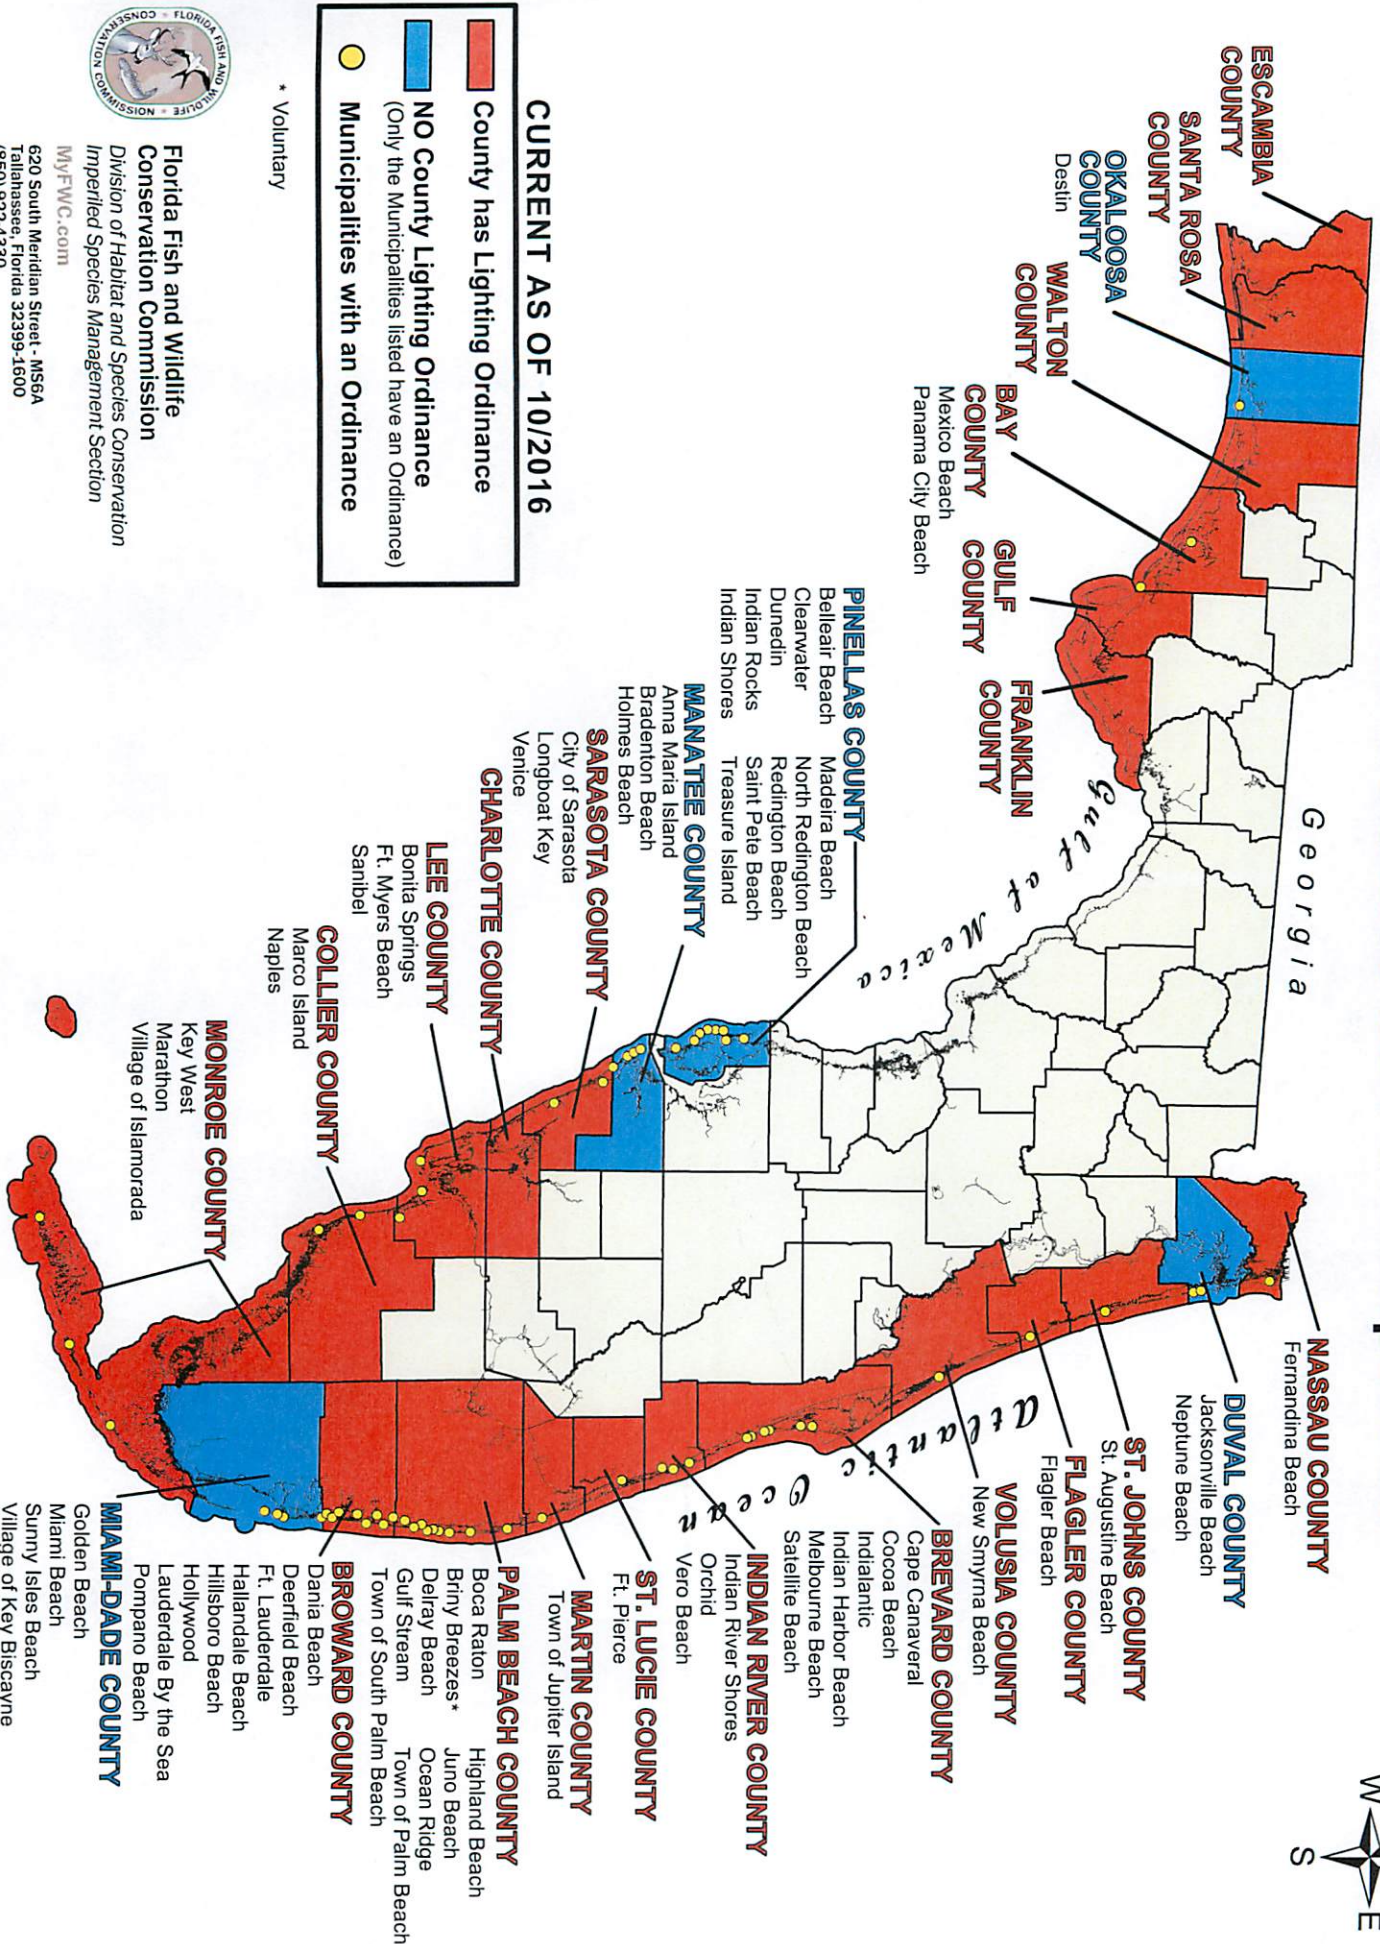 W
E
S
Georgia
Gulf of Mexico
Atlantic Ocean
ESCAMBIA
COUNTY
SANTA ROSA
COUNTY
OKALOOSA
COUNTY
Destin
WALTON
COUNTY
BAY
COUNTY
Mexico Beach
Panama City Beach
GULF
COUNTY
FRANKLIN
COUNTY
PINELLAS COUNTY
Belleair Beach
Clearwater
Dunedin
Indian Rocks
Indian Shores
Madeira Beach
North Redington Beach
Redington Beach
Saint Pete Beach
Treasure Island
MANATEE COUNTY
Anna Maria Island
Bradenton Beach
Holmes Beach
SARASOTA COUNTY
City of Sarasota
Longboat Key
Venice
CHARLOTTE COUNTY
LEE COUNTY
Bonita Springs
Ft. Myers Beach
Sanibel
COLLIER COUNTY
Marco Island
Naples
MONROE COUNTY
Key West
Marathon
Village of Islamorada
NASSAU COUNTY
Fernandina Beach
DUVAL COUNTY
Jacksonville Beach
Neptune Beach
ST. JOHNS COUNTY
St. Augustine Beach
FLAGLER COUNTY
Flagler Beach
VOLUSIA COUNTY
New Smyrna Beach
BREVARD COUNTY
Cape Canaveral
Cocoa Beach
Indialantic
Indian Harbor Beach
Melbourne Beach
Satellite Beach
INDIAN RIVER COUNTY
Indian River Shores
Orchid
Vero Beach
ST. LUCIE COUNTY
Ft. Pierce
MARTIN COUNTY
Town of Jupiter Island
PALM BEACH COUNTY
Boca Raton
Briny Breezes*
Delray Beach
Gulf Stream
Town of South Palm Beach
Highland Beach
Juno Beach
Ocean Ridge
Town of Palm Beach
BROWARD COUNTY
Dania Beach
Deerfield Beach
Ft. Lauderdale
Hallandale Beach
Hillsboro Beach
Hollywood
Lauderdale By the Sea
Pompano Beach
MIAMI-DADE COUNTY
Golden Beach
Miami Beach
Sunny Isles Beach
Village of Key Biscayne
CURRENT AS OF 10/2016
County has Lighting Ordinance
NO County Lighting Ordinance
(Only the Municipalities listed have an Ordinance)
Municipalities with an Ordinance
* Voluntary
FLORIDA FISH AND WILDLIFE
CONSERVATION COMMISSION
Florida Fish and Wildlife
Conservation Commission
Division of Habitat and Species Conservation
Imperiled Species Management Section
MyFWC.com
620 South Meridian Street - MS6A
Tallahassee, Florida 32399-1600
(850) 922-4330